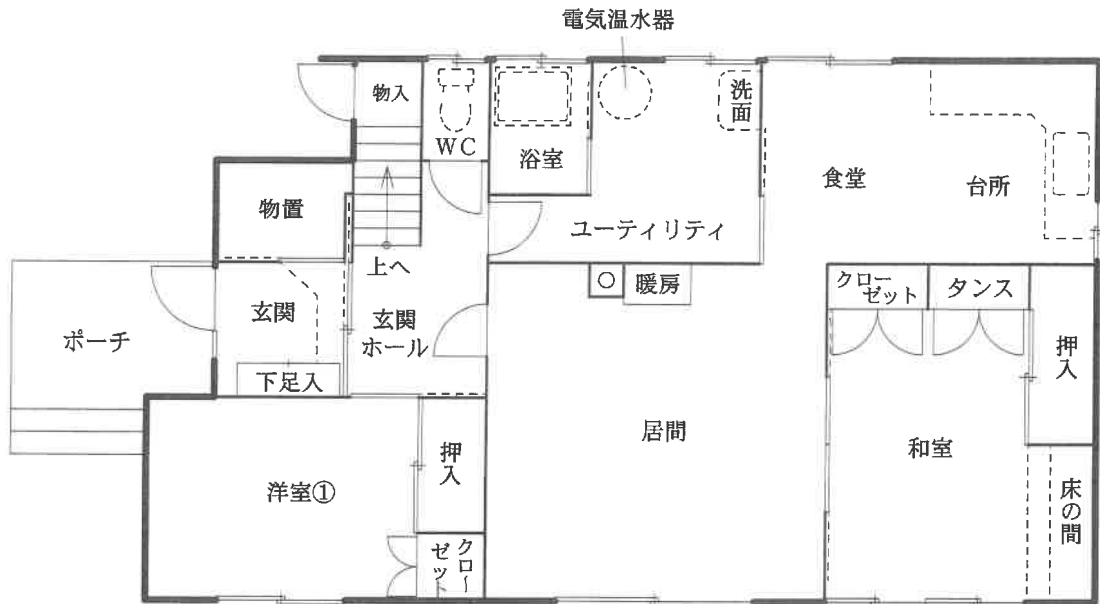 電気温水器
物入
WC
浴室
洗面
食堂
台所
物置
ユーティリティ
上へ
クローゼット
タンス
暖房
玄関
玄関ホール
ポーチ
押入
下足入
居間
和室
押入
洋室①
床の間
クローゼット